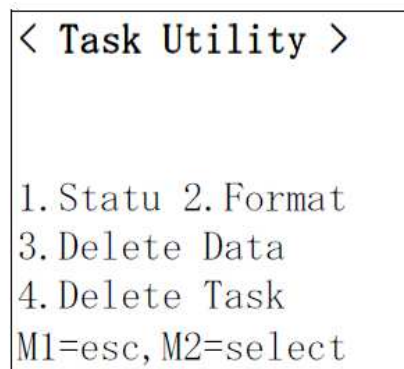 < Task Utility >
1.Statu 2.Format
3.Delete Data
4.Delete Task
M1=esc,M2=select